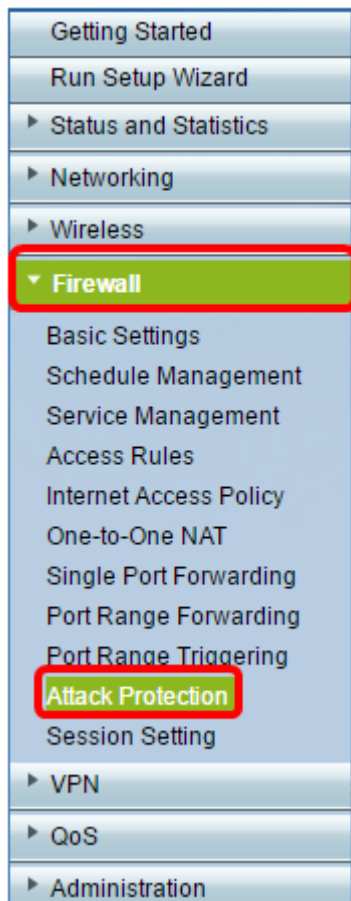 Getting Started
Run Setup Wizard
Status and Statistics
Networking
Wireless
Firewall
Basic Settings
Schedule Management
Service Management
Access Rules
Internet Access Policy
One-to-One NAT
Single Port Forwarding
Port Range Forwarding
Port Range Triggering
Attack Protection
Session Setting
VPN
QoS
Administration